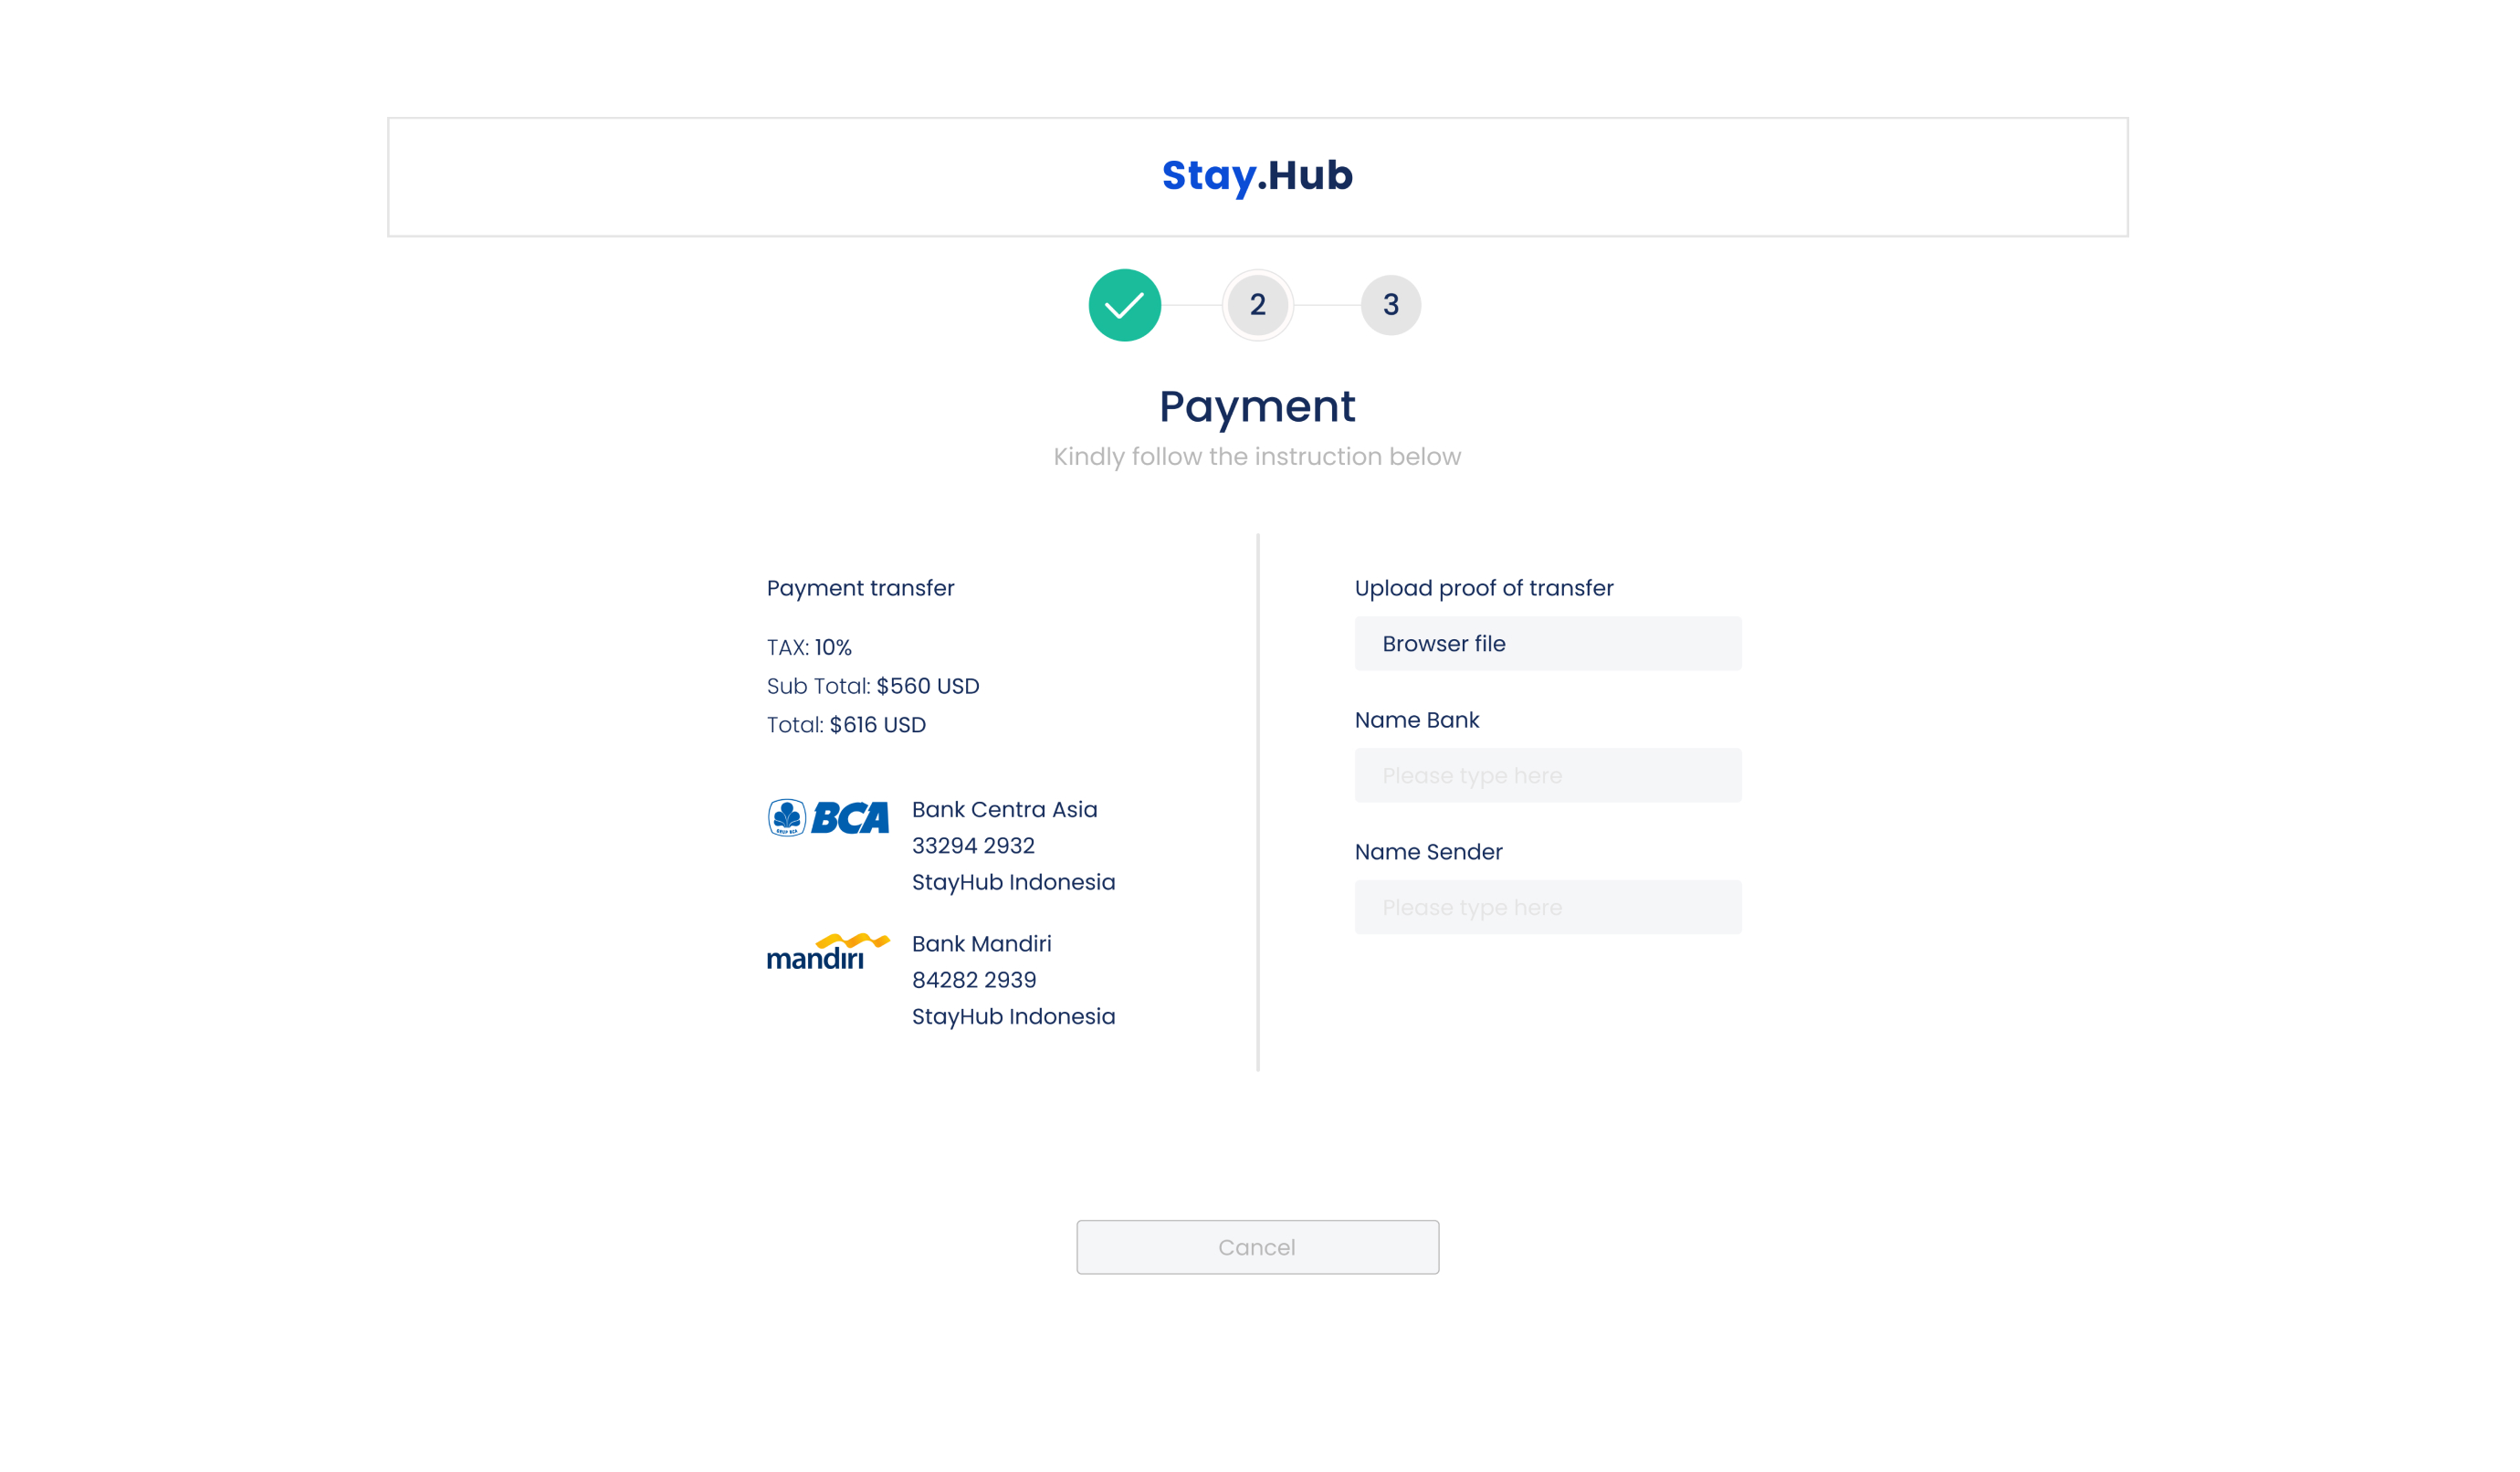 Stay.Hub
2
3
Payment
Kindly follow the instruction below
Payment transfer
TAX: 10%
Sub Total: $560 USD
Total: $616 USD
GRUP BCA
BCA
Bank Centra Asia
33294 2932
StayHub Indonesia
mandiri
Bank Mandiri
84282 2939
StayHub Indonesia
Upload proof of transfer
Browser file
Name Bank
Please type here
Name Sender
Please type here
Cancel